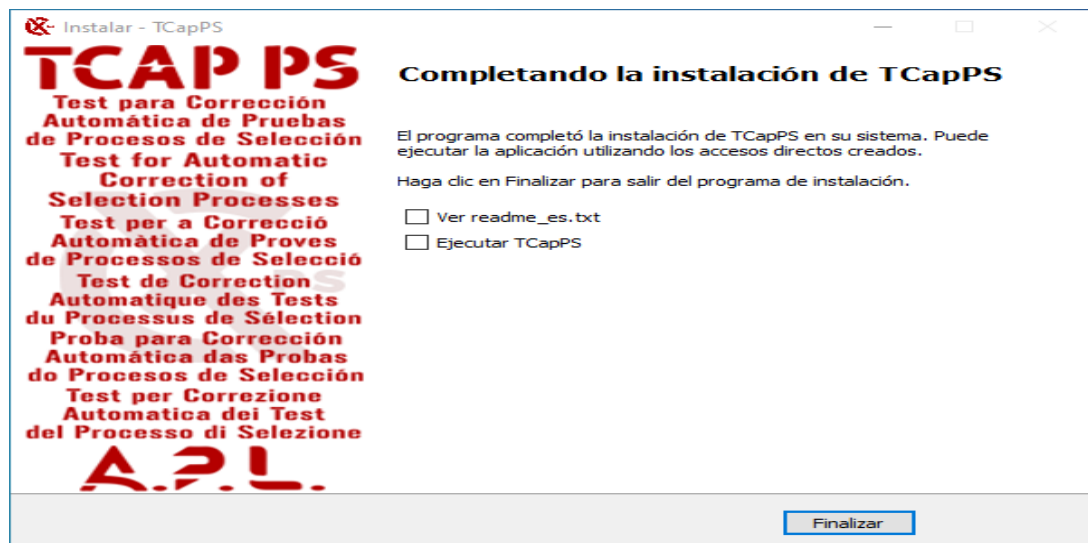 Instalar - TCapPS
TCAP PS
Test para Corrección
Automática de Pruebas
de Procesos de Selección
Test for Automatic
Correction of
Selection Processes
Test per a Correcció
Automàtica de Proves
de Processos de Selecció
Test de Correction
Automatique des Tests
du Processus de Sélection
Proba para Corrección
Automática das Probas
do Procesos de Selección
Test per Correzione
Automatica dei Test
del Processo di Selezione
A.P.L.
PS
Completando la instalación de TCapPS
El programa completó la instalación de TCapPS en su sistema. Puede
ejecutar la aplicación utilizando los accesos directos creados.
Haga clic en Finalizar para salir del programa de instalación.
Ver readme_es.txt
Ejecutar TCapPS
Finalizar